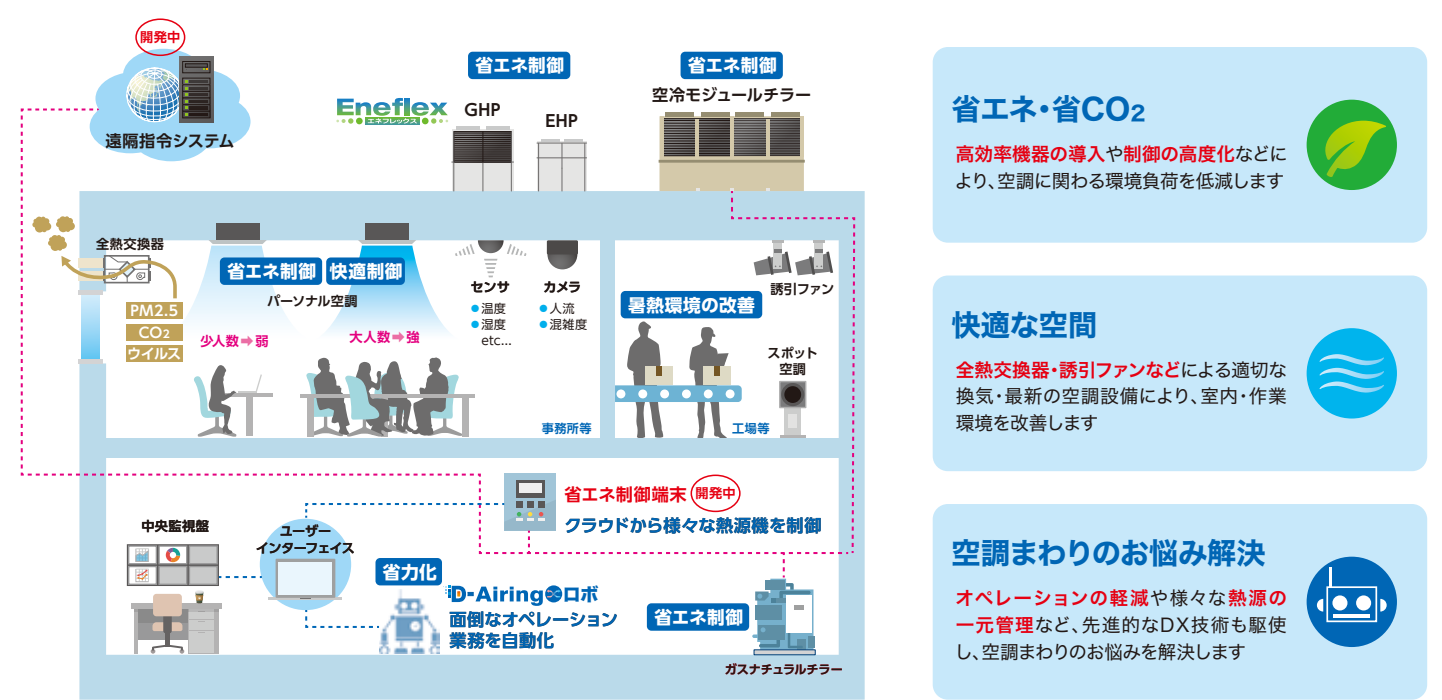 開発中
遠隔指令システム
省エネ制御
Eneflex
エネフレックス
GHP
EHP
省エネ制御
空冷モジュールチラー
全熱交換器
PM2.5
CO2
ウイルス
省エネ制御
快適制御
パーソナル空調
少人数➡弱
大人数➡強
センサ
●温度
●湿度
etc...
カメラ
●人流
●混雑度
事務所等
誘引ファン
暑熱環境の改善
スポット
空調
工場等
省エネ制御端末
開発中
クラウドから様々な熱源機を制御
中央監視盤
ユーザー
インターフェイス
省力化
D-Airingロボ
面倒なオペレーション
業務を自動化
省エネ制御
ガスナチュラルチラー
省エネ・省CO2
高効率機器の導入や制御の高度化などに
より、空調に関わる環境負荷を低減します
快適な空間
全熱交換器・誘引ファンなどによる適切な
換気・最新の空調設備により、室内・作業
環境を改善します
空調まわりのお悩み解決
オペレーションの軽減や様々な熱源の
一元管理など、先進的なDX技術も駆使
し、空調まわりのお悩みを解決します